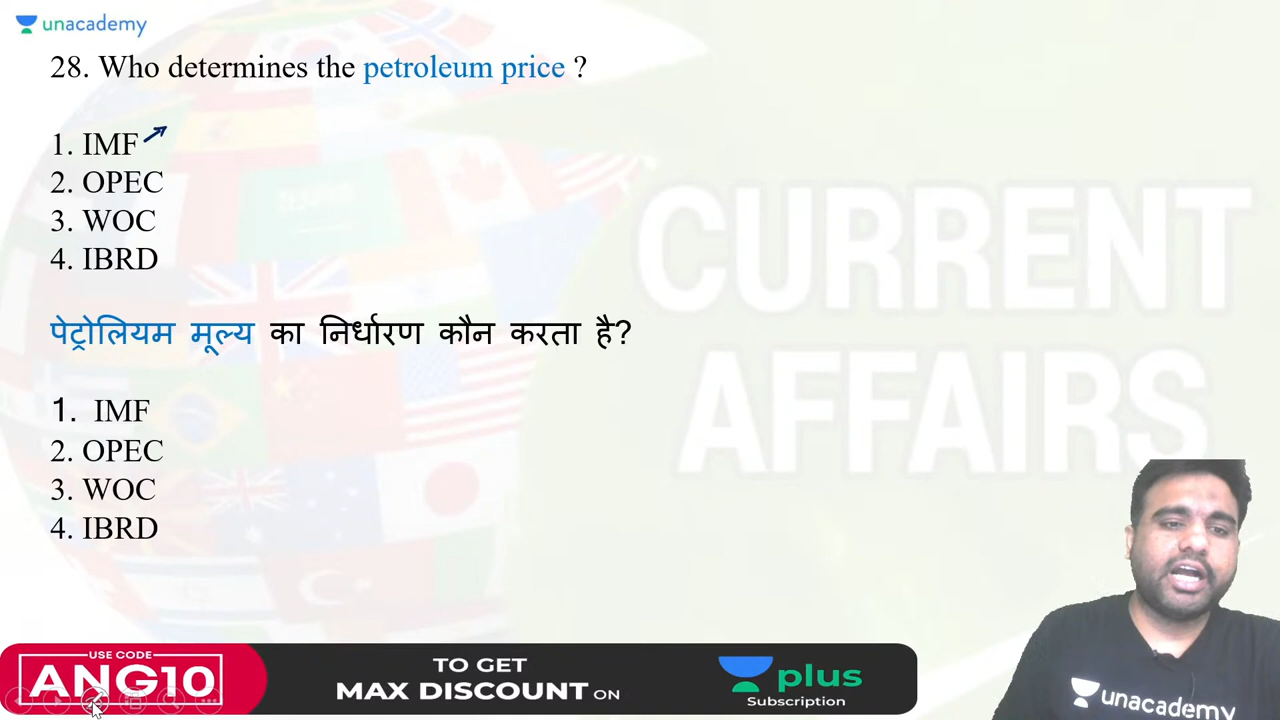 unacademy
28. Who determines the petroleum price ?
1. IMF
2. OPEC
3. WOC
4. IBRD
पेट्रोलियम मूल्य का निर्धारण कौन करता है?
1. IMF
2. OPEC
3. WOC
4. IBRD
CURRENT
AFFAIRS
unacademy
USE CODE
ANG10
TO GET
MAX DISCOUNT ON
plus
Subscription